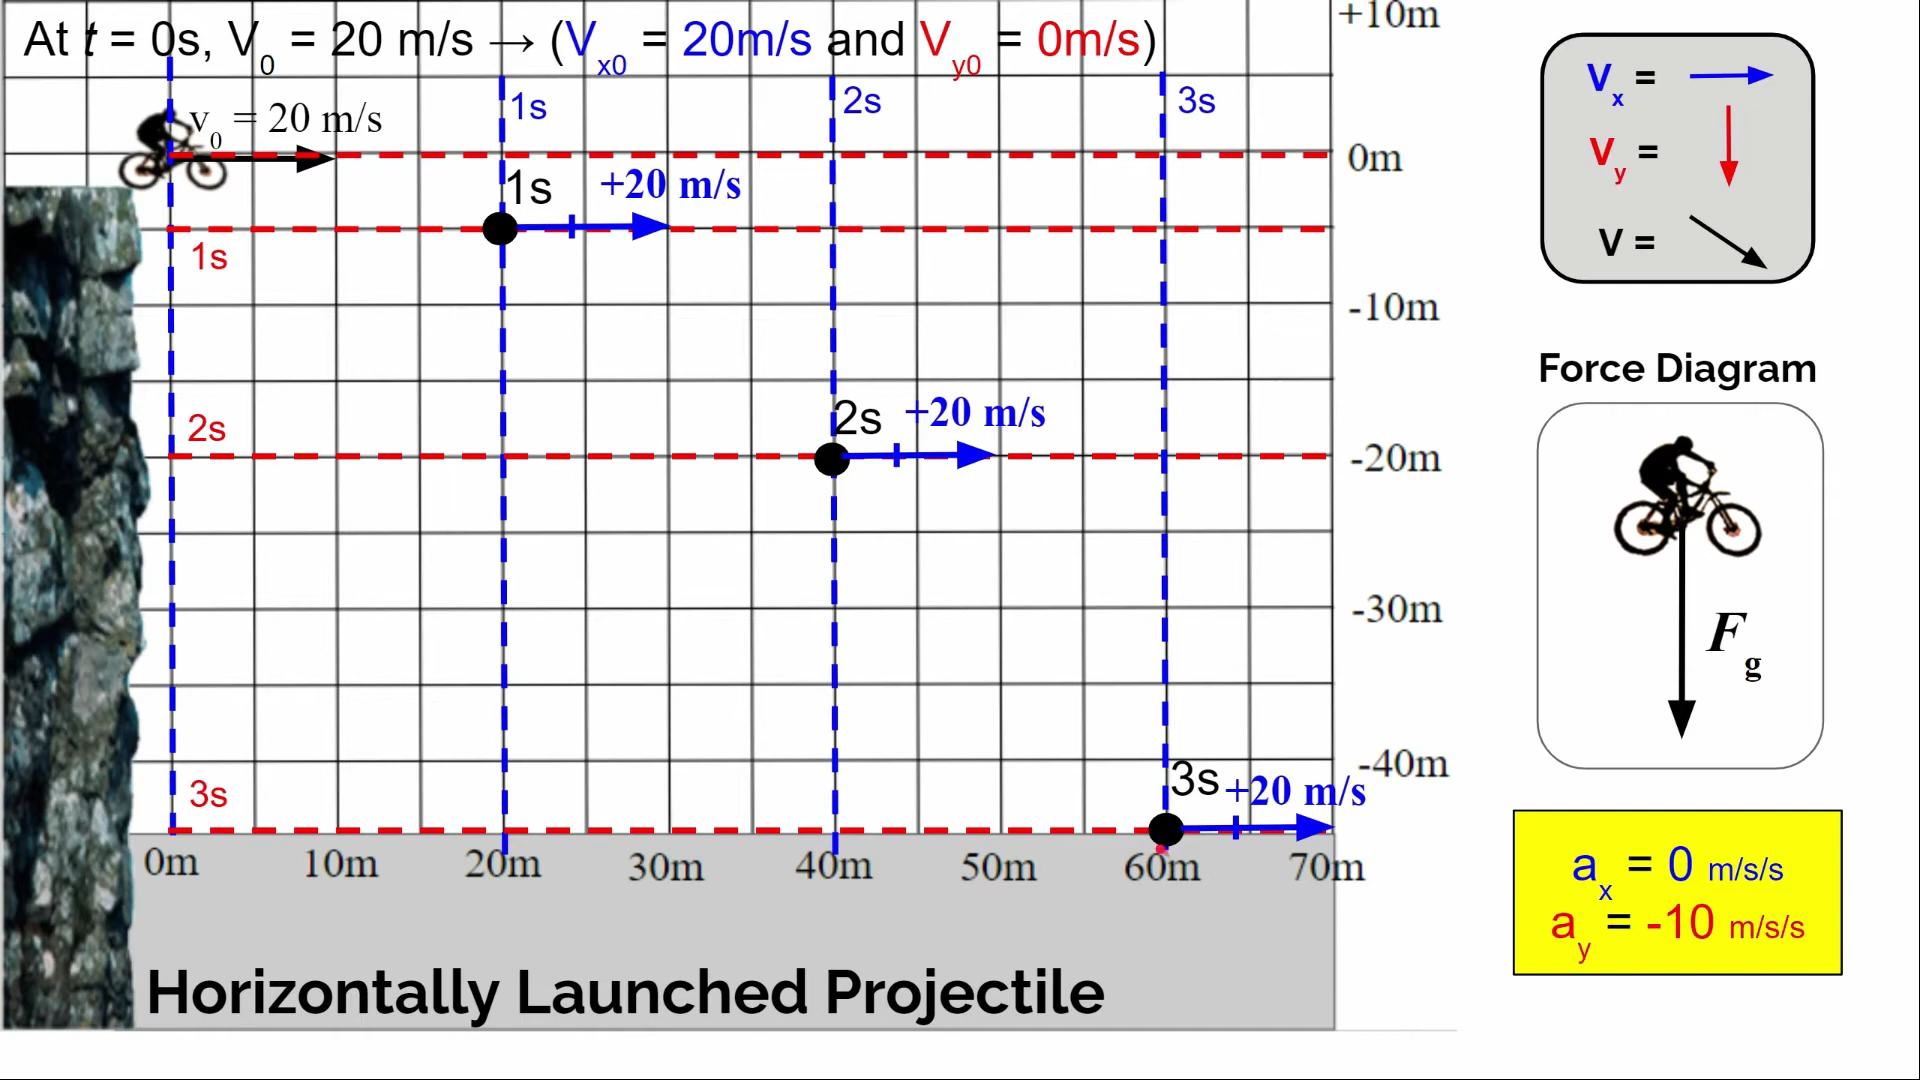 At t = 0s, V0 = 20 m/s → (Vx0 = 20m/s and Vy0 = 0m/s)
+10m
v0 = 20 m/s
1s
2s
3s
0m
1s
+20 m/s
1s
-10m
2s
+20 m/s
2s
-20m
-30m
-40m
3s
+20 m/s
3s
0m
10m
20m
30m
40m
50m
60m
70m
Horizontally Launched Projectile
Vx =
Vy =
V =
Force Diagram
Fg
ax = 0 m/s/s
ay = -10 m/s/s